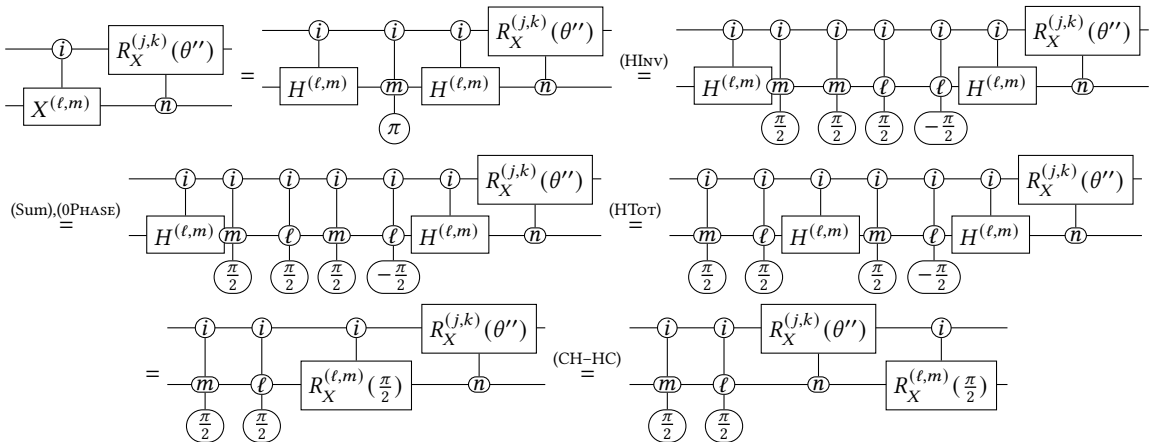 i R_X^{(j,k)}(θ′′) X^{(ℓ,m)} n = i i i R_X^{(j,k)}(θ′′) H^{(ℓ,m)} m H^{(ℓ,m)} n π (HInv) = i i i i i i R_X^{(j,k)}(θ′′) H^{(ℓ,m)} m m ℓ ℓ H^{(ℓ,m)} n π/2 π/2 π/2 −π/2
(Sum),(0Phase) = i i i i i i R_X^{(j,k)}(θ′′) H^{(ℓ,m)} m ℓ m ℓ H^{(ℓ,m)} n π/2 π/2 π/2 −π/2 (HTot) = i i i i i i R_X^{(j,k)}(θ′′) m ℓ H^{(ℓ,m)} m ℓ H^{(ℓ,m)} n π/2 π/2 π/2 −π/2
= i i i R_X^{(j,k)}(θ′′) m ℓ R_X^{(ℓ,m)}(π/2) n π/2 π/2 (CH−HC) = i i R_X^{(j,k)}(θ′′) i m ℓ n R_X^{(ℓ,m)}(π/2) π/2 π/2